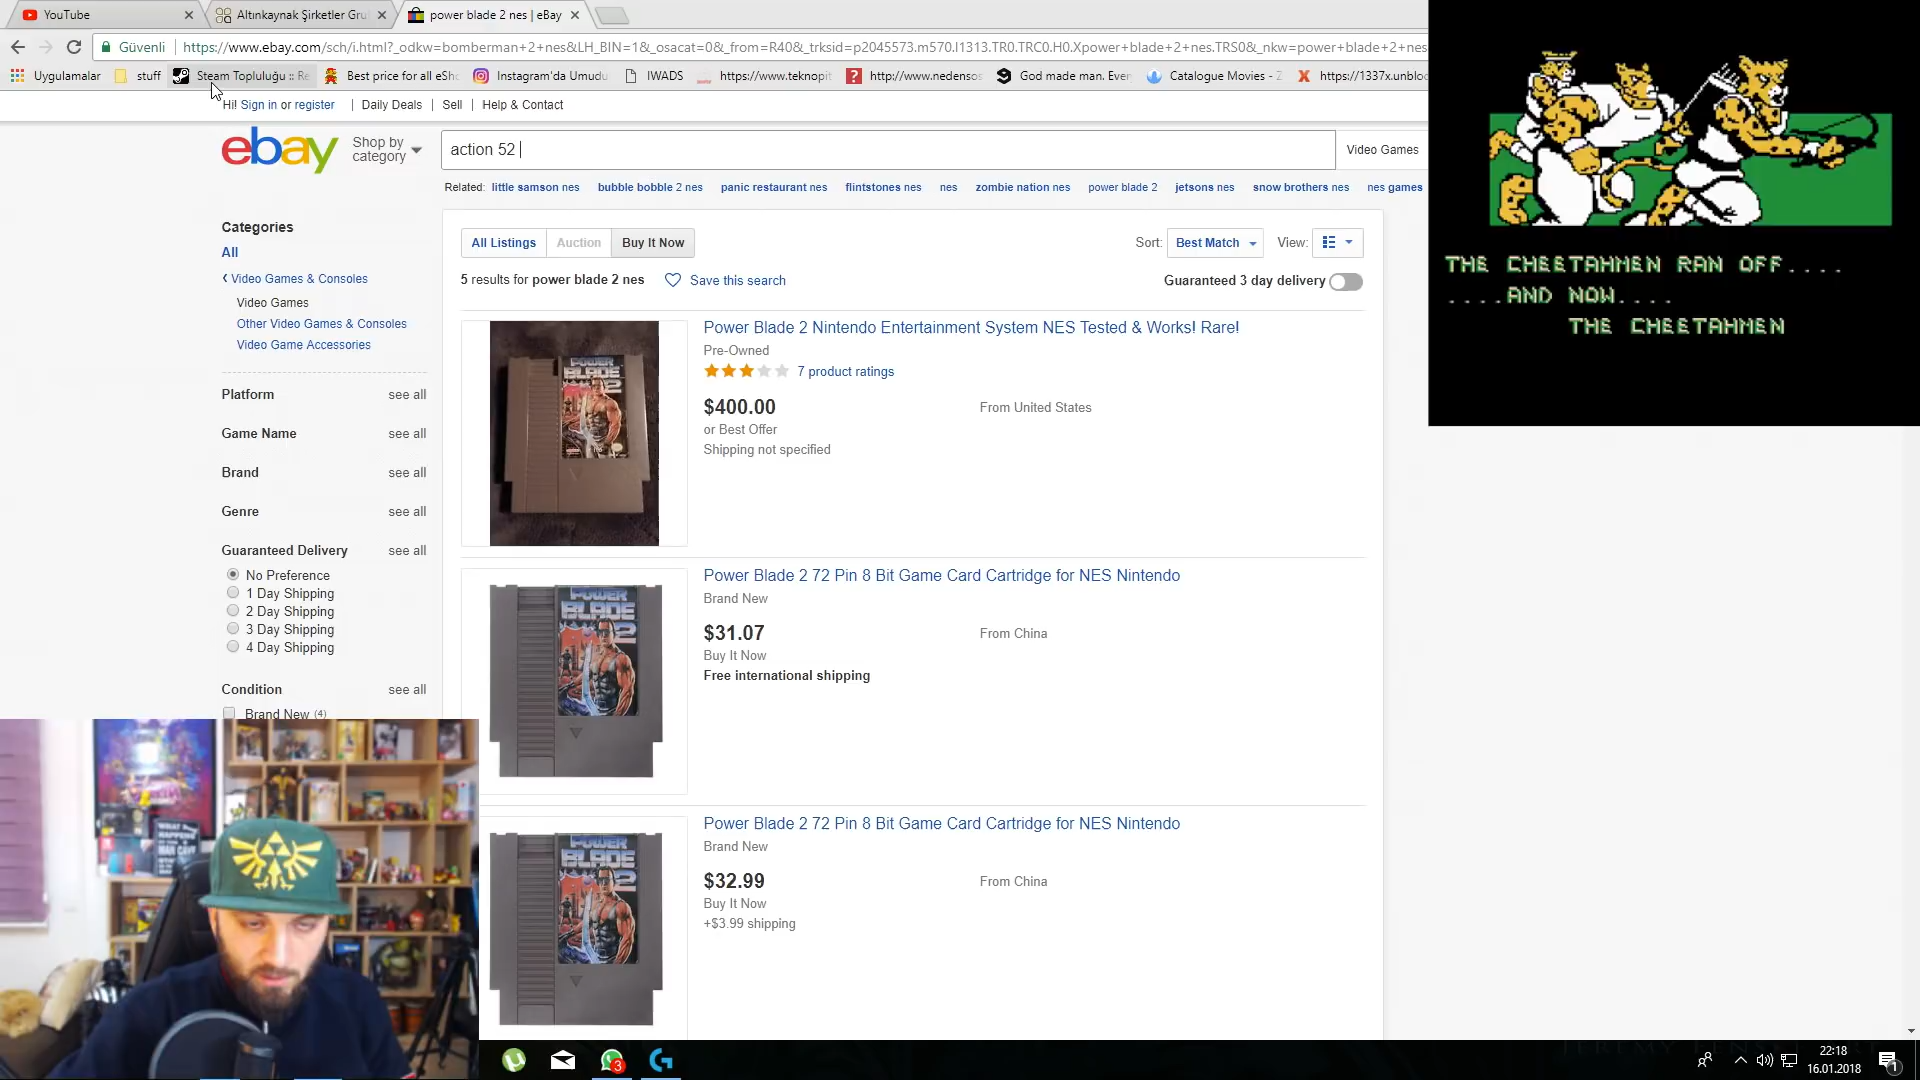 YouTube
Altınkaynak Şirketler Gru
power blade 2 nes | eBay
Güvenli
https://www.ebay.com/sch/i.html?_odkw=bomberman+2+nes&LH_BIN=1&_osacat=0&_from=R40&_trksid=p2045573.m570.l1313.TR0.TRC0.H0.Xpower+blade+2+nes.TRS0&_nkw=power+blade+2+nes
Uygulamalar
stuff
Steam Topluluğu :: Re
Best price for all eSh
Instagram'da Umudu
IWADS
https://www.teknopit
http://www.nedensos
God made man. Ever
Catalogue Movies - Z
https://1337x.unbloc
Hi! Sign in or register
Daily Deals
Sell
Help & Contact
ebay
Shop by category
action 52
Video Games
Related: little samson nes bubble bobble 2 nes panic restaurant nes flintstones nes nes zombie nation nes power blade 2 jetsons nes snow brothers nes nes games
Categories
All
Video Games & Consoles
Video Games
Other Video Games & Consoles
Video Game Accessories
Platform see all
Game Name see all
Brand see all
Genre see all
Guaranteed Delivery see all
No Preference
1 Day Shipping
2 Day Shipping
3 Day Shipping
4 Day Shipping
Condition see all
Brand New (4)
All Listings
Auction
Buy It Now
Sort: Best Match
View:
5 results for power blade 2 nes
Save this search
Guaranteed 3 day delivery
Power Blade 2 Nintendo Entertainment System NES Tested & Works! Rare!
Pre-Owned
7 product ratings
$400.00
From United States
or Best Offer
Shipping not specified
POWER BLADE 2
Power Blade 2 72 Pin 8 Bit Game Card Cartridge for NES Nintendo
Brand New
$31.07
From China
Buy It Now
Free international shipping
POWER BLADE 2
Power Blade 2 72 Pin 8 Bit Game Card Cartridge for NES Nintendo
Brand New
$32.99
From China
Buy It Now
+$3.99 shipping
POWER BLADE 2
THE CHEETAHMEN RAN OFF....
....AND NOW....
THE CHEETAHMEN
3
22:18
16.01.2018
1